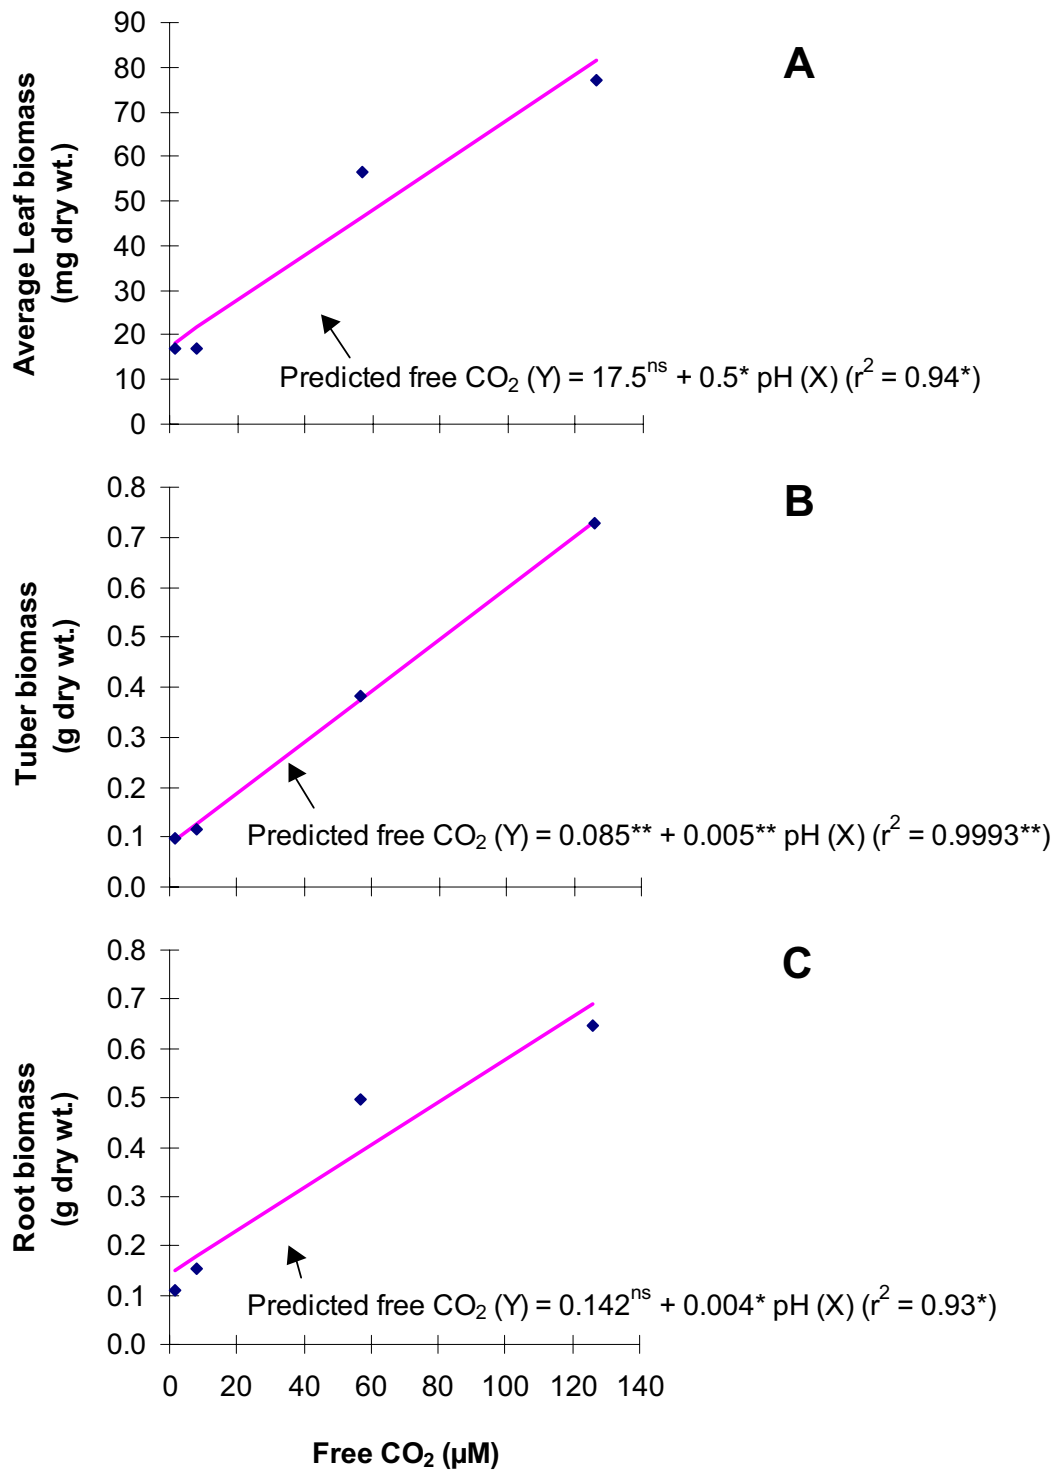 A
Average Leaf biomass
(mg dry wt.)
90
80
70
60
50
40
30
20
10
0
Predicted free CO₂ (Y) = 17.5ⁿˢ + 0.5* pH (X) (r² = 0.94*)
B
Tuber biomass
(g dry wt.)
0.8
0.7
0.6
0.5
0.4
0.3
0.2
0.1
0.0
Predicted free CO₂ (Y) = 0.085** + 0.005** pH (X) (r² = 0.9993**)
C
Root biomass
(g dry wt.)
0.8
0.7
0.6
0.5
0.4
0.3
0.2
0.1
0.0
Predicted free CO₂ (Y) = 0.142ⁿˢ + 0.004* pH (X) (r² = 0.93*)
0 20 40 60 80 100 120 140
Free CO₂ (µM)